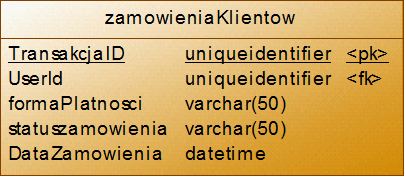 zamowieniaKlientow
TransakcjaID uniqueidentifier <pk>
UserId uniqueidentifier <fk>
formaPlatnosci varchar(50)
statuszamowienia varchar(50)
DataZamowienia datetime